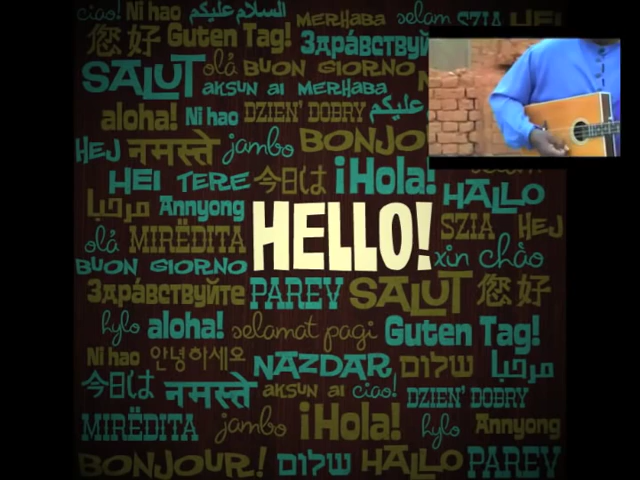 ciao! Ni hao السلام عليكم MERHABA selam SZIA HEI
您好 Guten Tag! Здравствуй
SALUT olá BUON GIORNO
AKSUN AI MERHABA
aloha! Ni hao DZIEN' DOBRY عليكم
HEJ नमस्ते jambo BONJO
HEI TERE 今日は ¡Hola! HALLO
مرحبا Annyong HELLO! SZIA HEJ
olá MIRËDITA xin chào
BUON GIORNO
Здравствуйте PAREV SALUT 您好
hylo aloha! selamat pagi Guten Tag!
Ni hao 안녕하세요 NAZDAR שלום مرحبا
今日は नमस्ते AKSUN AI ciao! DZIEN' DOBRY
MIRËDITA jambo ¡Hola! hylo Annyong
BONJOUR! שלום HALLO PAREV